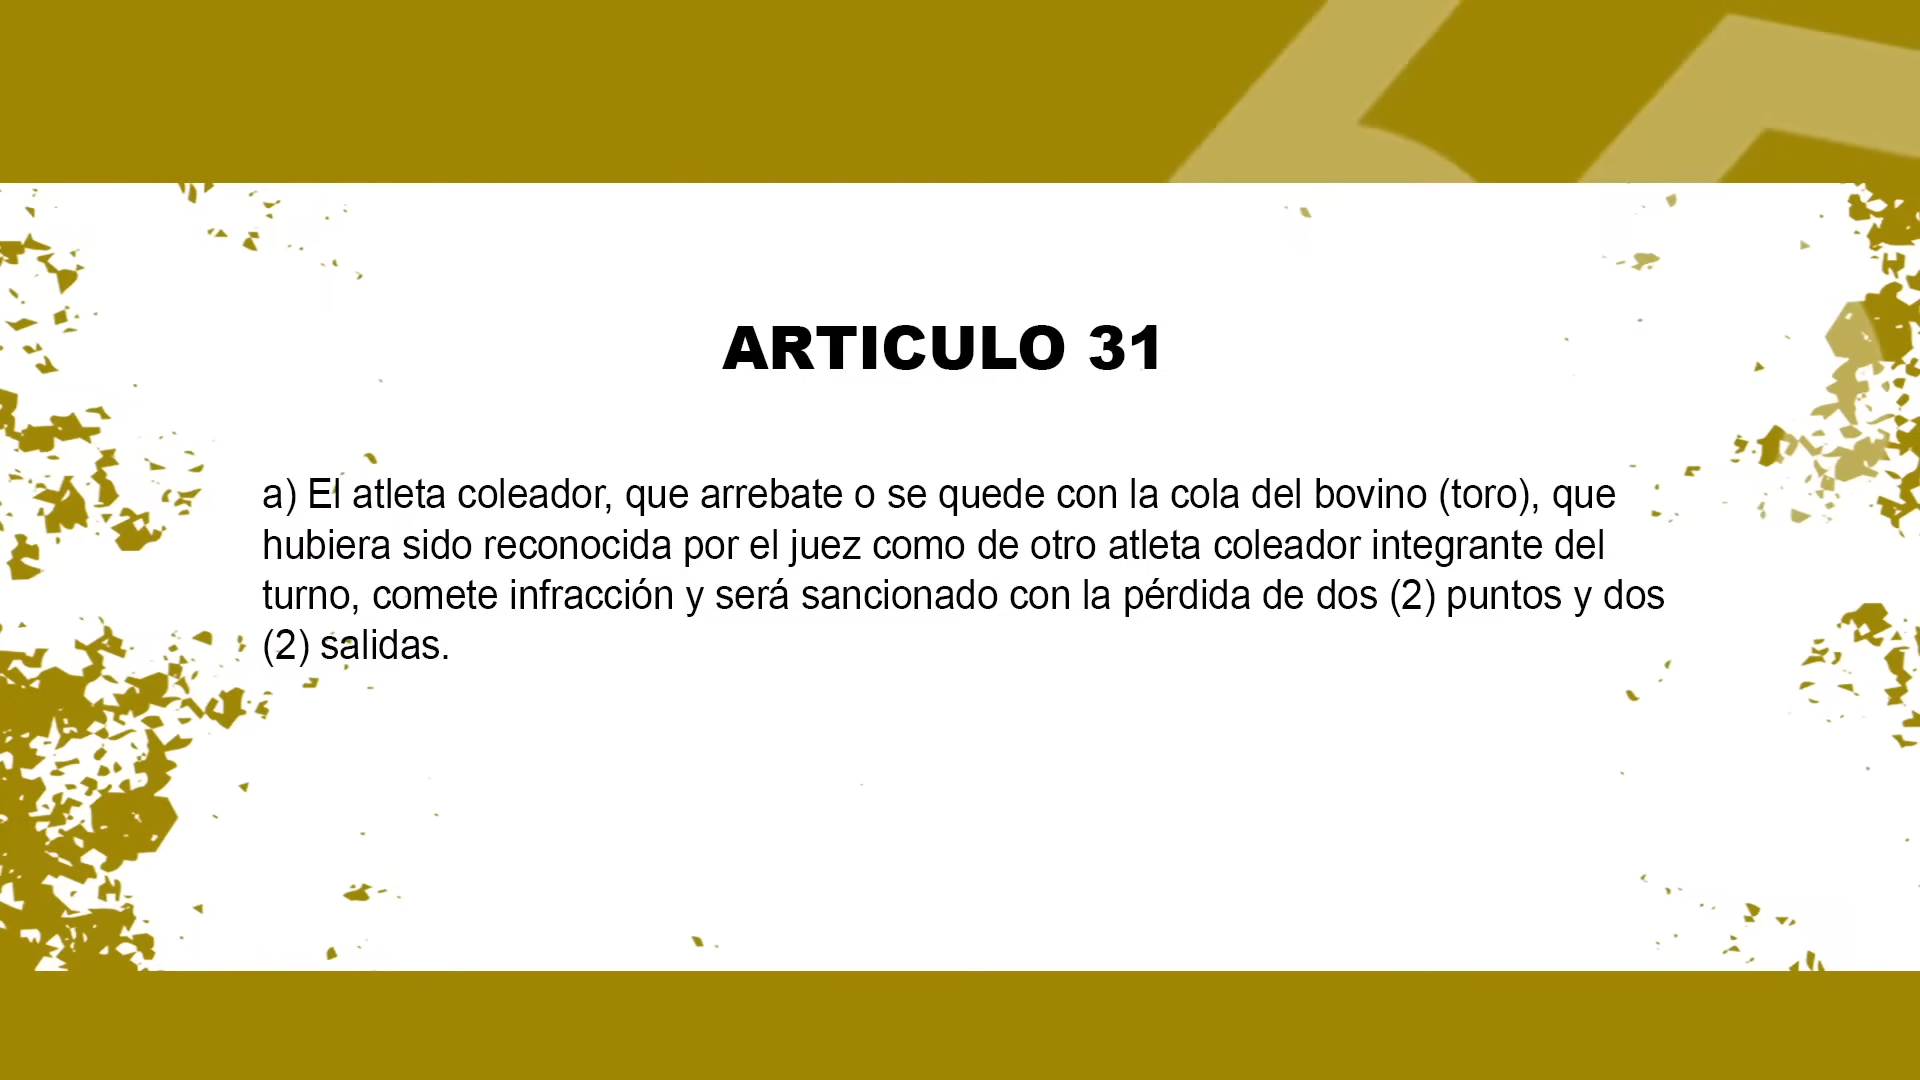 ARTICULO 31
a) El atleta coleador, que arrebate o se quede con la cola del bovino (toro), que
hubiera sido reconocida por el juez como de otro atleta coleador integrante del
turno, comete infracción y será sancionado con la pérdida de dos (2) puntos y dos
(2) salidas.